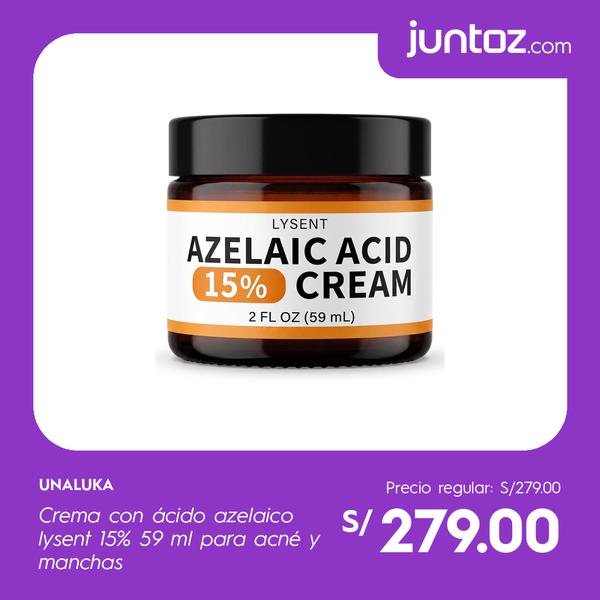 juntoz.com
LYSENT
AZELAIC ACID
15% CREAM
2 FL OZ (59 mL)
UNALUKA
Precio regular: S/279.00
Crema con ácido azelaico
lysent 15% 59 ml para acné y
manchas
S/ 279.00